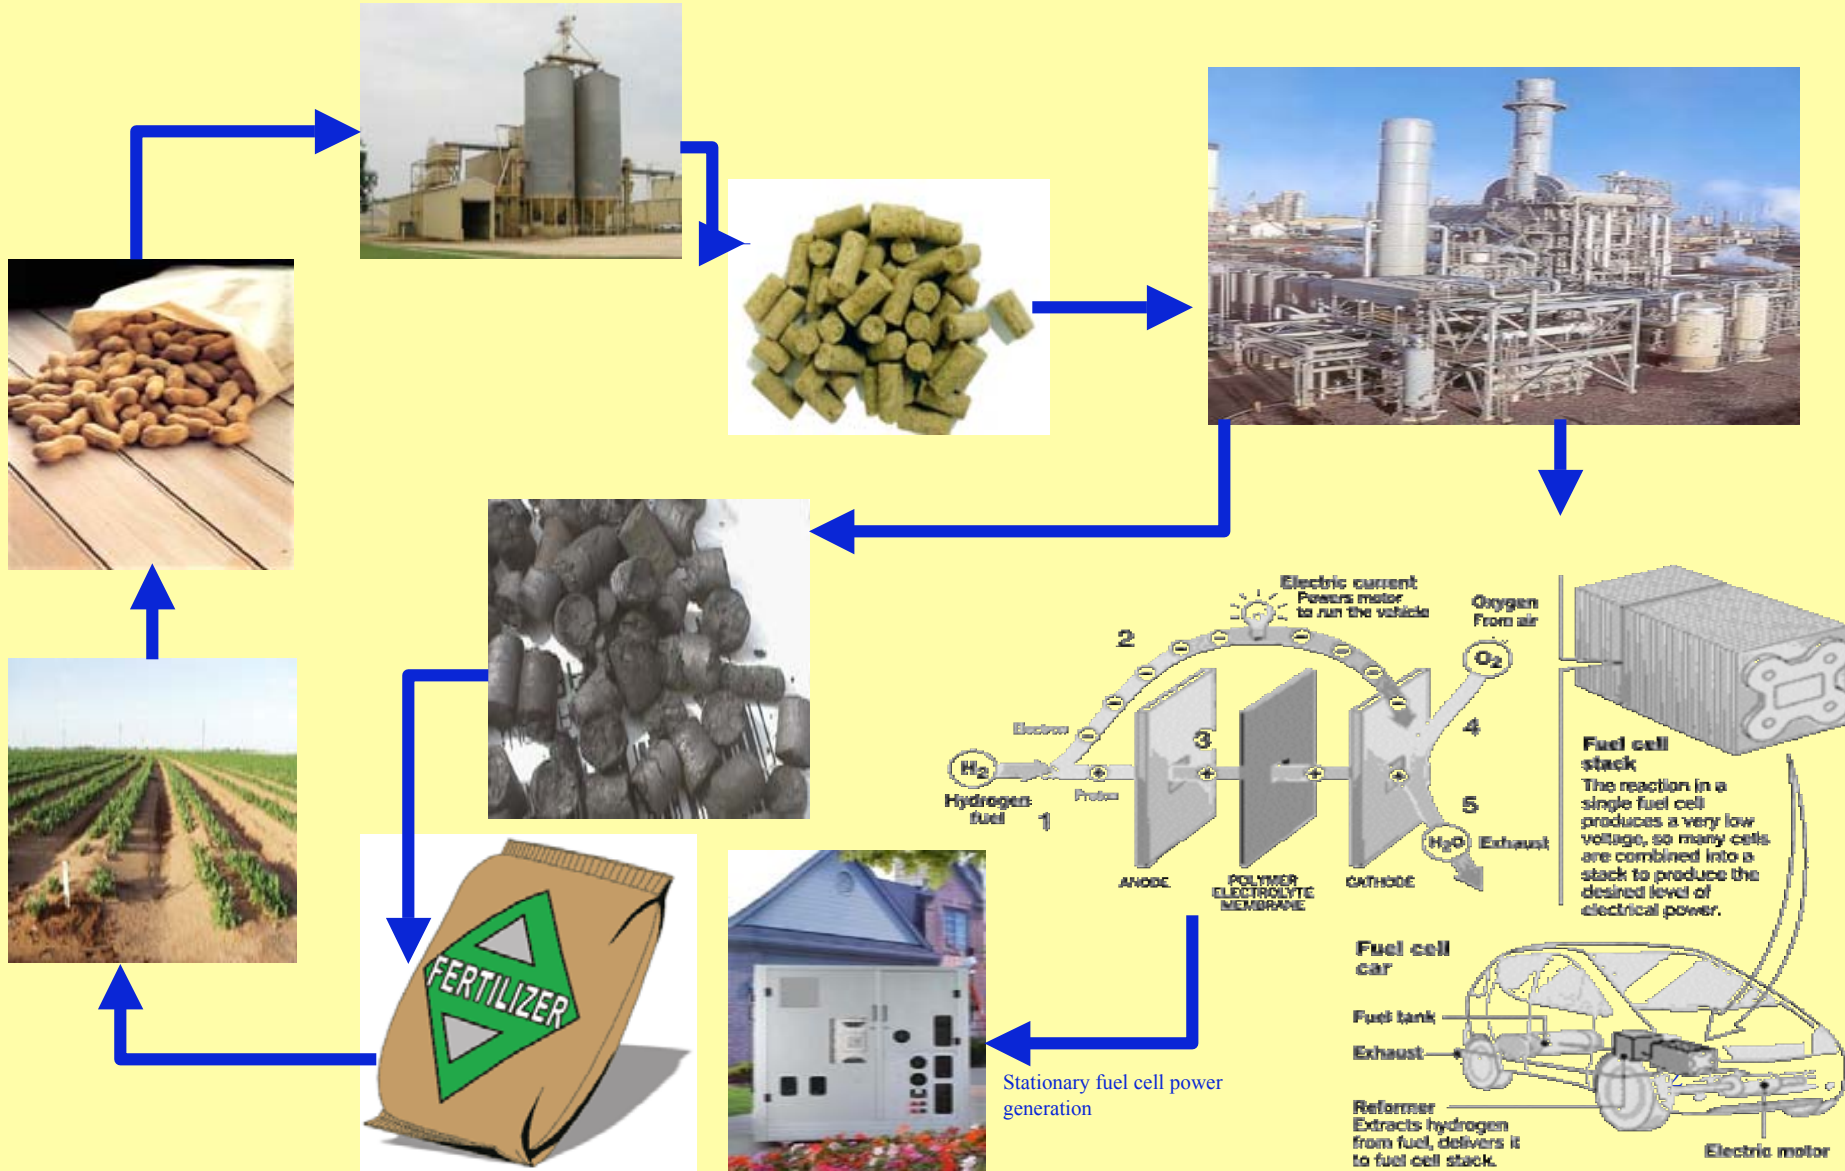 Electric current
Powers motor
to run the vehicle
Oxygen
From air
2
O₂
Electron
3
4
H₂
Proton
Hydrogen
fuel
1
5
H₂O
Exhaust
ANODE
POLYMER
ELECTROLYTE
MEMBRANE
CATHODE
Fuel cell
stack
The reaction in a
single fuel cell
produces a very low
voltage, so many cells
are combined into a
stack to produce the
desired level of
electrical power.
FERTILIZER
Stationary fuel cell power
generation
Fuel cell
car
Fuel tank
Exhaust
Reformer
Extracts hydrogen
from fuel, delivers it
to fuel cell stack.
Electric motor